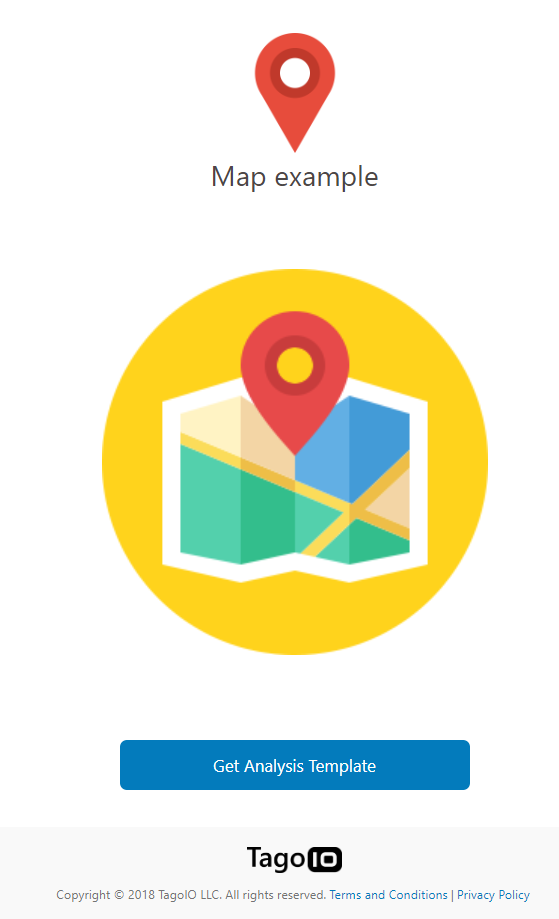 Map example
Get Analysis Template
TagoIO
Copyright © 2018 TagoIO LLC. All rights reserved. Terms and Conditions | Privacy Policy